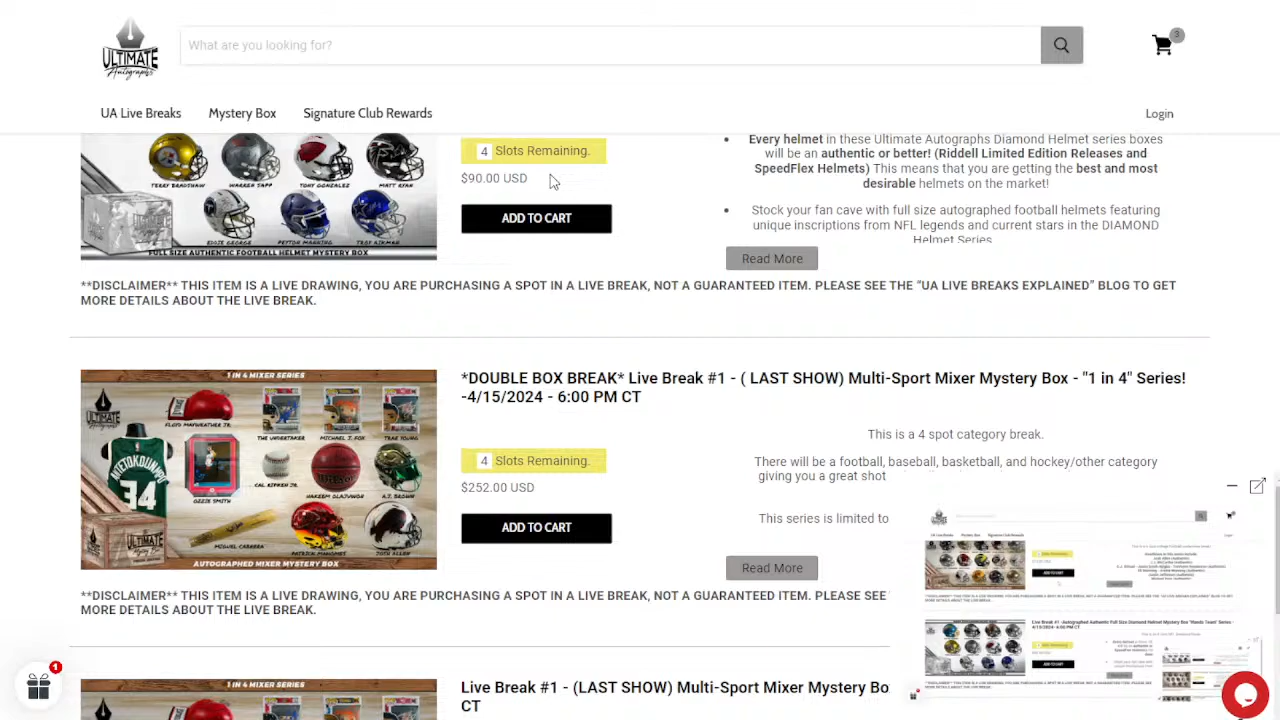 ULTIMATE
Autographs
What are you looking for?
3
UA Live Breaks
Mystery Box
Signature Club Rewards
Login
TERRY BRADSHAW
WARREN SAPP
TONY GONZALEZ
MATT RYAN
EDDIE GEORGE
PEYTON MANNING
TROY AIKMAN
FULL SIZE AUTHENTIC FOOTBALL HELMET MYSTERY BOX
4 Slots Remaining.
$90.00 USD
ADD TO CART
Every helmet in these Ultimate Autographs Diamond Helmet series boxes
will be an authentic or better! (Riddell Limited Edition Releases and
SpeedFlex Helmets) This means that you are getting the best and most
desirable helmets on the market!
Stock your fan cave with full size autographed football helmets featuring
unique inscriptions from NFL legends and current stars in the DIAMOND
Helmet Series
Read More
**DISCLAIMER** THIS ITEM IS A LIVE DRAWING, YOU ARE PURCHASING A SPOT IN A LIVE BREAK, NOT A GUARANTEED ITEM. PLEASE SEE THE “UA LIVE BREAKS EXPLAINED” BLOG TO GET
MORE DETAILS ABOUT THE LIVE BREAK.
1 IN 4 MIXER SERIES
FLOYD MAYWEATHER JR.
THE UNDERTAKER
MICHAEL J. FOX
TRAE YOUNG
OZZIE SMITH
CAL RIPKEN JR.
HAKEEM OLAJUWON
A.J. BROWN
34
MIGUEL CABRERA
PATRICK MAHOMES
JOSH ALLEN
AUTOGRAPHED MIXER MYSTERY BOX
*DOUBLE BOX BREAK* Live Break #1 - ( LAST SHOW) Multi-Sport Mixer Mystery Box - "1 in 4" Series!
-4/15/2024 - 6:00 PM CT
4 Slots Remaining.
$252.00 USD
ADD TO CART
This is a 4 spot category break.
There will be a football, baseball, basketball, and hockey/other category
giving you a great shot
This series is limited to
**DISCLAIMER** THIS ITEM IS A LIVE DRAWING, YOU ARE PURCHASING A SPOT IN A LIVE BREAK, NOT A GUARANTEED ITEM. PLEASE SEE
MORE DETAILS ABOUT THE LIVE BREAK.
1
1 IN 4 MIXER SERIES
LAST SHOW) Multi-Sport Mixer Mystery Bo
ADD TO CART
ADD TO CART